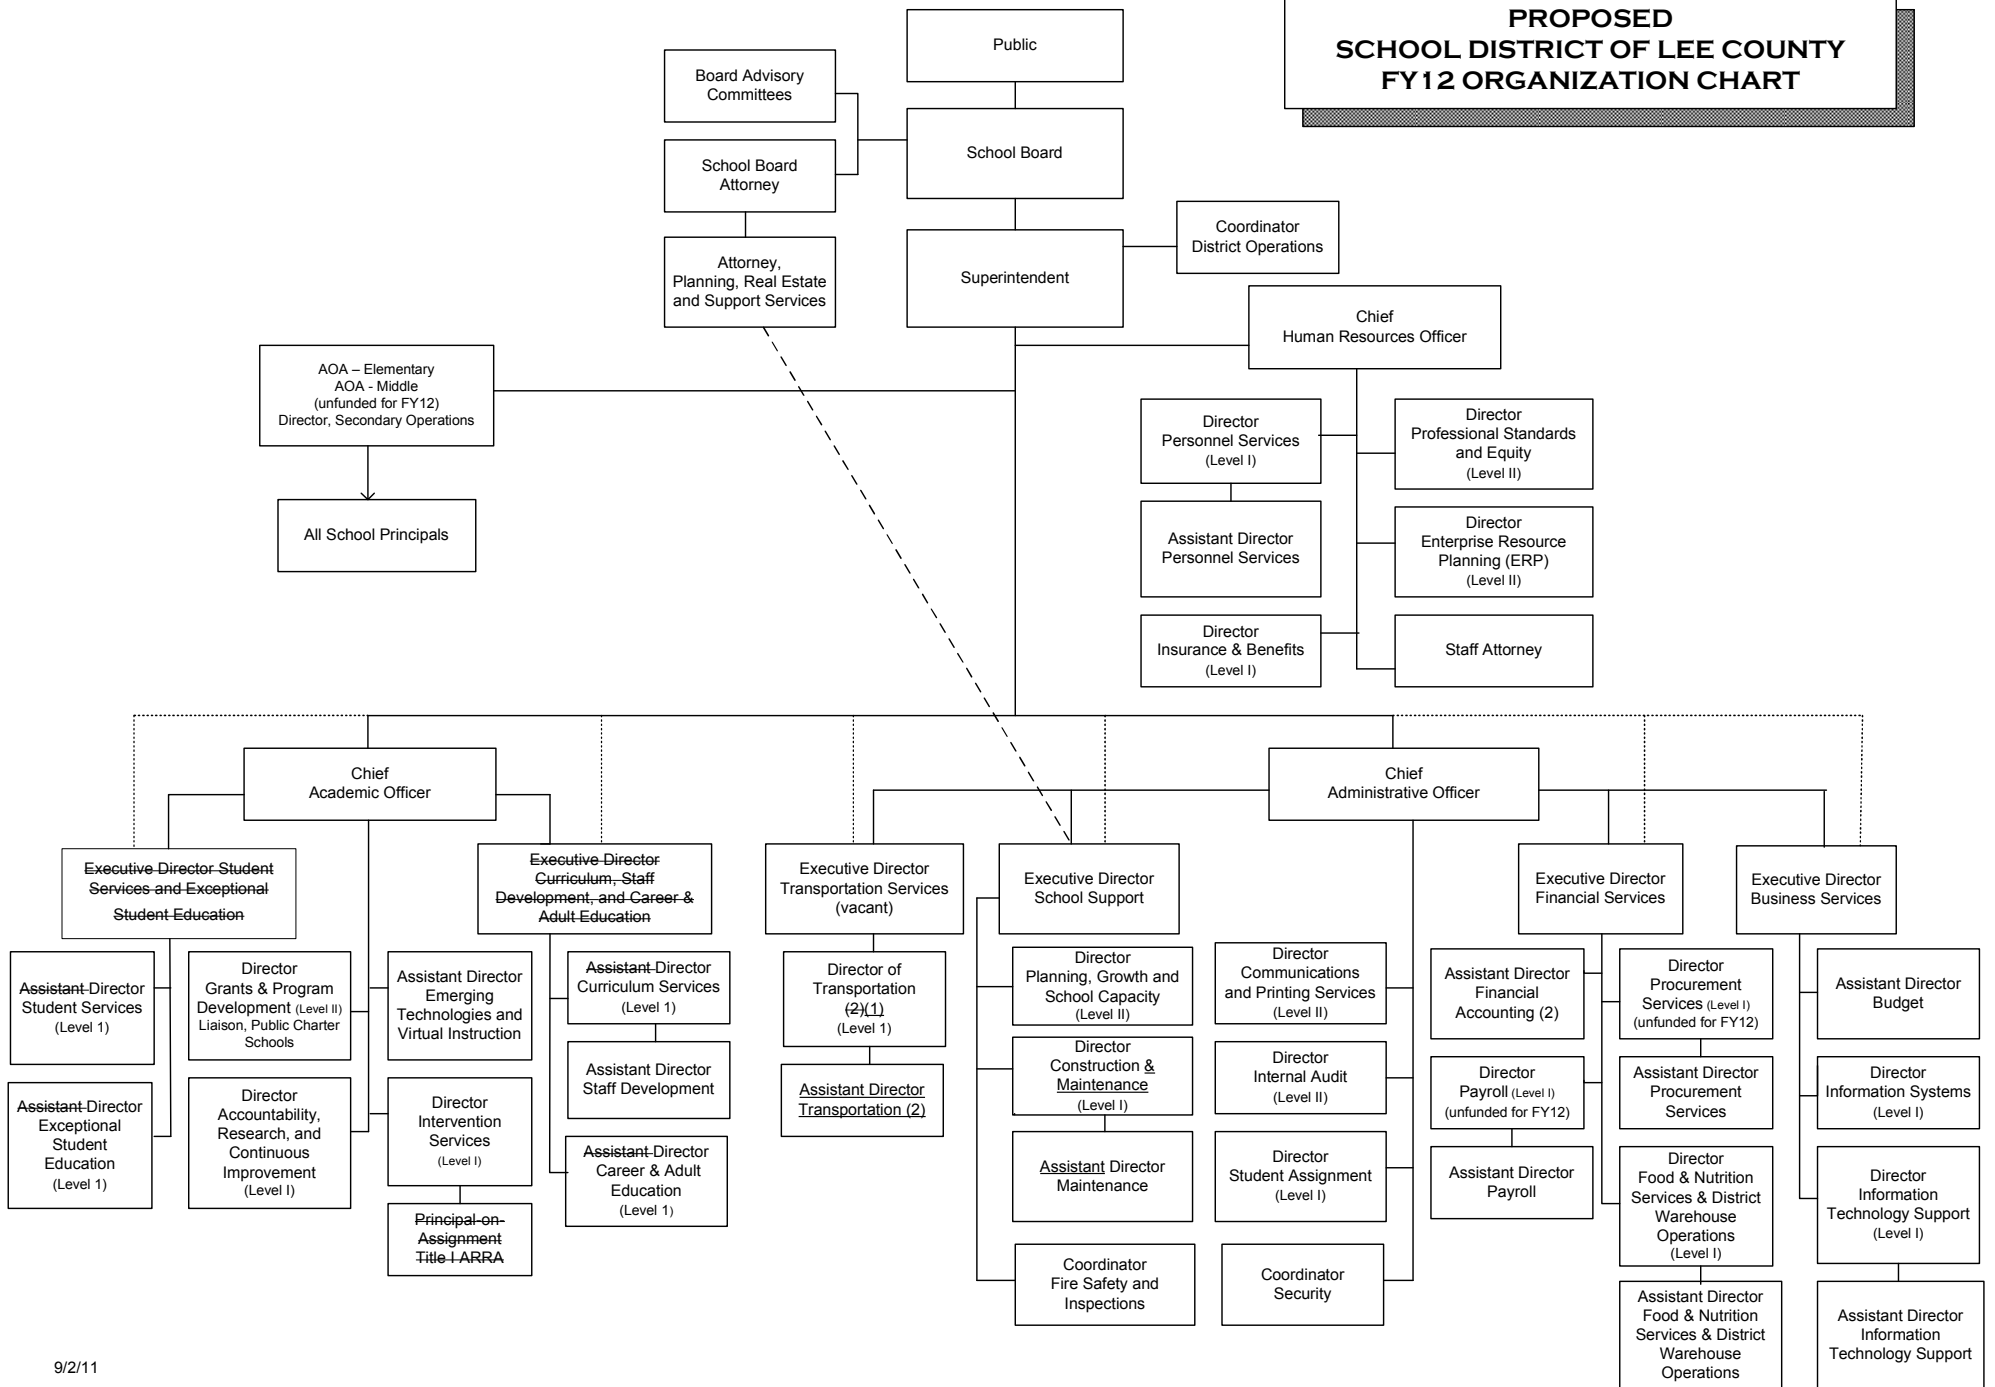 PROPOSED
SCHOOL DISTRICT OF LEE COUNTY
FY12 ORGANIZATION CHART
Public
Board Advisory
Committees
School Board
School Board
Attorney
Attorney,
Planning, Real Estate
and Support Services
Superintendent
Coordinator
District Operations
Chief
Human Resources Officer
AOA – Elementary
AOA - Middle
(unfunded for FY12)
Director, Secondary Operations
All School Principals
Director
Personnel Services
(Level I)
Director
Professional Standards
and Equity
(Level II)
Assistant Director
Personnel Services
Director
Enterprise Resource
Planning (ERP)
(Level II)
Director
Insurance & Benefits
(Level I)
Staff Attorney
Chief
Academic Officer
Chief
Administrative Officer
Executive Director Student
Services and Exceptional
Student Education
Executive Director
Curriculum, Staff
Development, and Career &
Adult Education
Executive Director
Transportation Services
(vacant)
Executive Director
School Support
Executive Director
Financial Services
Executive Director
Business Services
Assistant Director
Student Services
(Level 1)
Director
Grants & Program
Development (Level II)
Liaison, Public Charter
Schools
Assistant Director
Emerging
Technologies and
Virtual Instruction
Assistant Director
Curriculum Services
(Level 1)
Director of
Transportation
(2)(1)
(Level 1)
Director
Planning, Growth and
School Capacity
(Level II)
Director
Communications
and Printing Services
(Level II)
Assistant Director
Financial
Accounting (2)
Director
Procurement
Services (Level I)
(unfunded for FY12)
Assistant Director
Budget
Assistant Director
Exceptional
Student
Education
(Level 1)
Director
Accountability,
Research, and
Continuous
Improvement
(Level I)
Director
Intervention
Services
(Level I)
Assistant Director
Staff Development
Assistant Director
Transportation (2)
Director
Construction &
Maintenance
(Level I)
Director
Internal Audit
(Level II)
Director
Payroll (Level I)
(unfunded for FY12)
Assistant Director
Procurement
Services
Director
Information Systems
(Level I)
Principal-on-
Assignment
Title I ARRA
Assistant Director
Career & Adult
Education
(Level 1)
Assistant Director
Maintenance
Director
Student Assignment
(Level I)
Assistant Director
Payroll
Director
Food & Nutrition
Services & District
Warehouse
Operations
(Level I)
Director
Information
Technology Support
(Level I)
Coordinator
Fire Safety and
Inspections
Coordinator
Security
Assistant Director
Food & Nutrition
Services & District
Warehouse
Operations
Assistant Director
Information
Technology Support
9/2/11